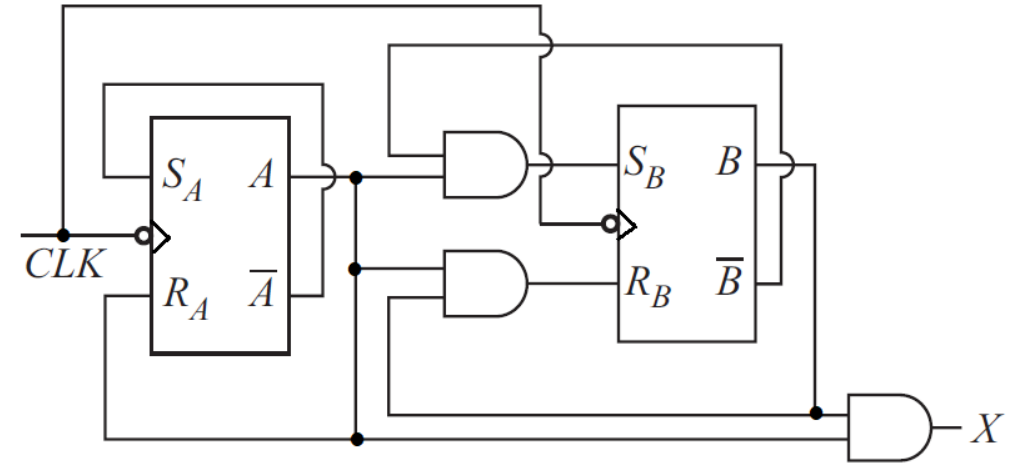 S_A A
S_B B
CLK
R_A A̅
R_B B̅
X